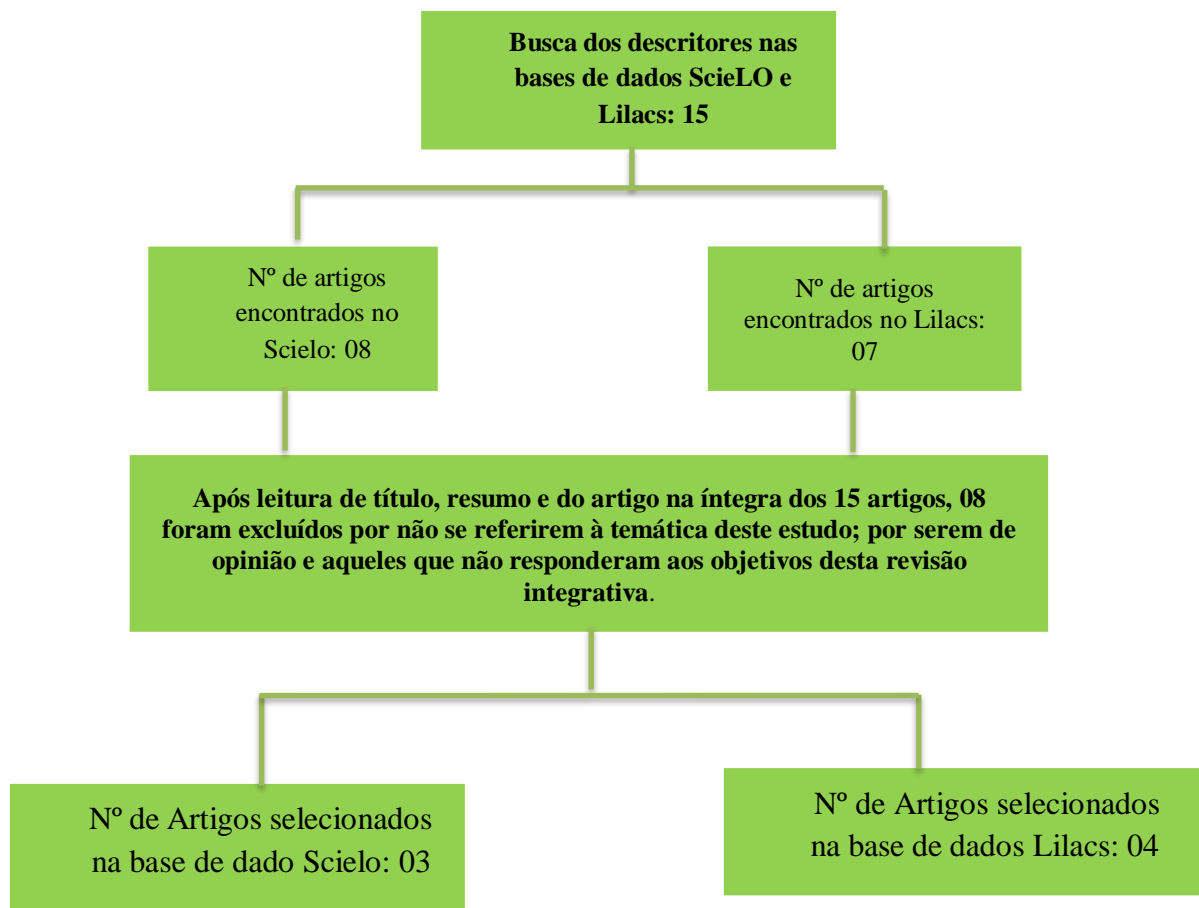 Busca dos descritores nas
bases de dados ScieLO e
Lilacs: 15
Nº de artigos
encontrados no
Scielo: 08
Nº de artigos
encontrados no Lilacs:
07
Após leitura de título, resumo e do artigo na íntegra dos 15 artigos, 08
foram excluídos por não se referirem à temática deste estudo; por serem de
opinião e aqueles que não responderam aos objetivos desta revisão
integrativa.
Nº de Artigos selecionados
na base de dado Scielo: 03
Nº de Artigos selecionados
na base de dados Lilacs: 04